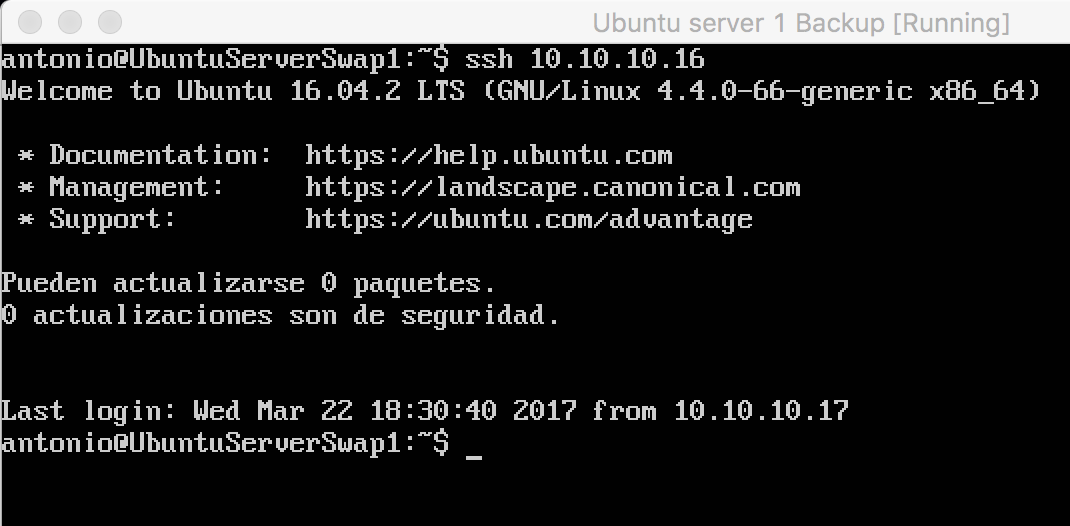 Ubuntu server 1 Backup [Running]
antonio@UbuntuServerSwap1:~$ ssh 10.10.10.16
Welcome to Ubuntu 16.04.2 LTS (GNU/Linux 4.4.0-66-generic x86_64)
* Documentation:  https://help.ubuntu.com
* Management:     https://landscape.canonical.com
* Support:        https://ubuntu.com/advantage
Pueden actualizarse 0 paquetes.
0 actualizaciones son de seguridad.
Last login: Wed Mar 22 18:30:40 2017 from 10.10.10.17
antonio@UbuntuServerSwap1:~$ _